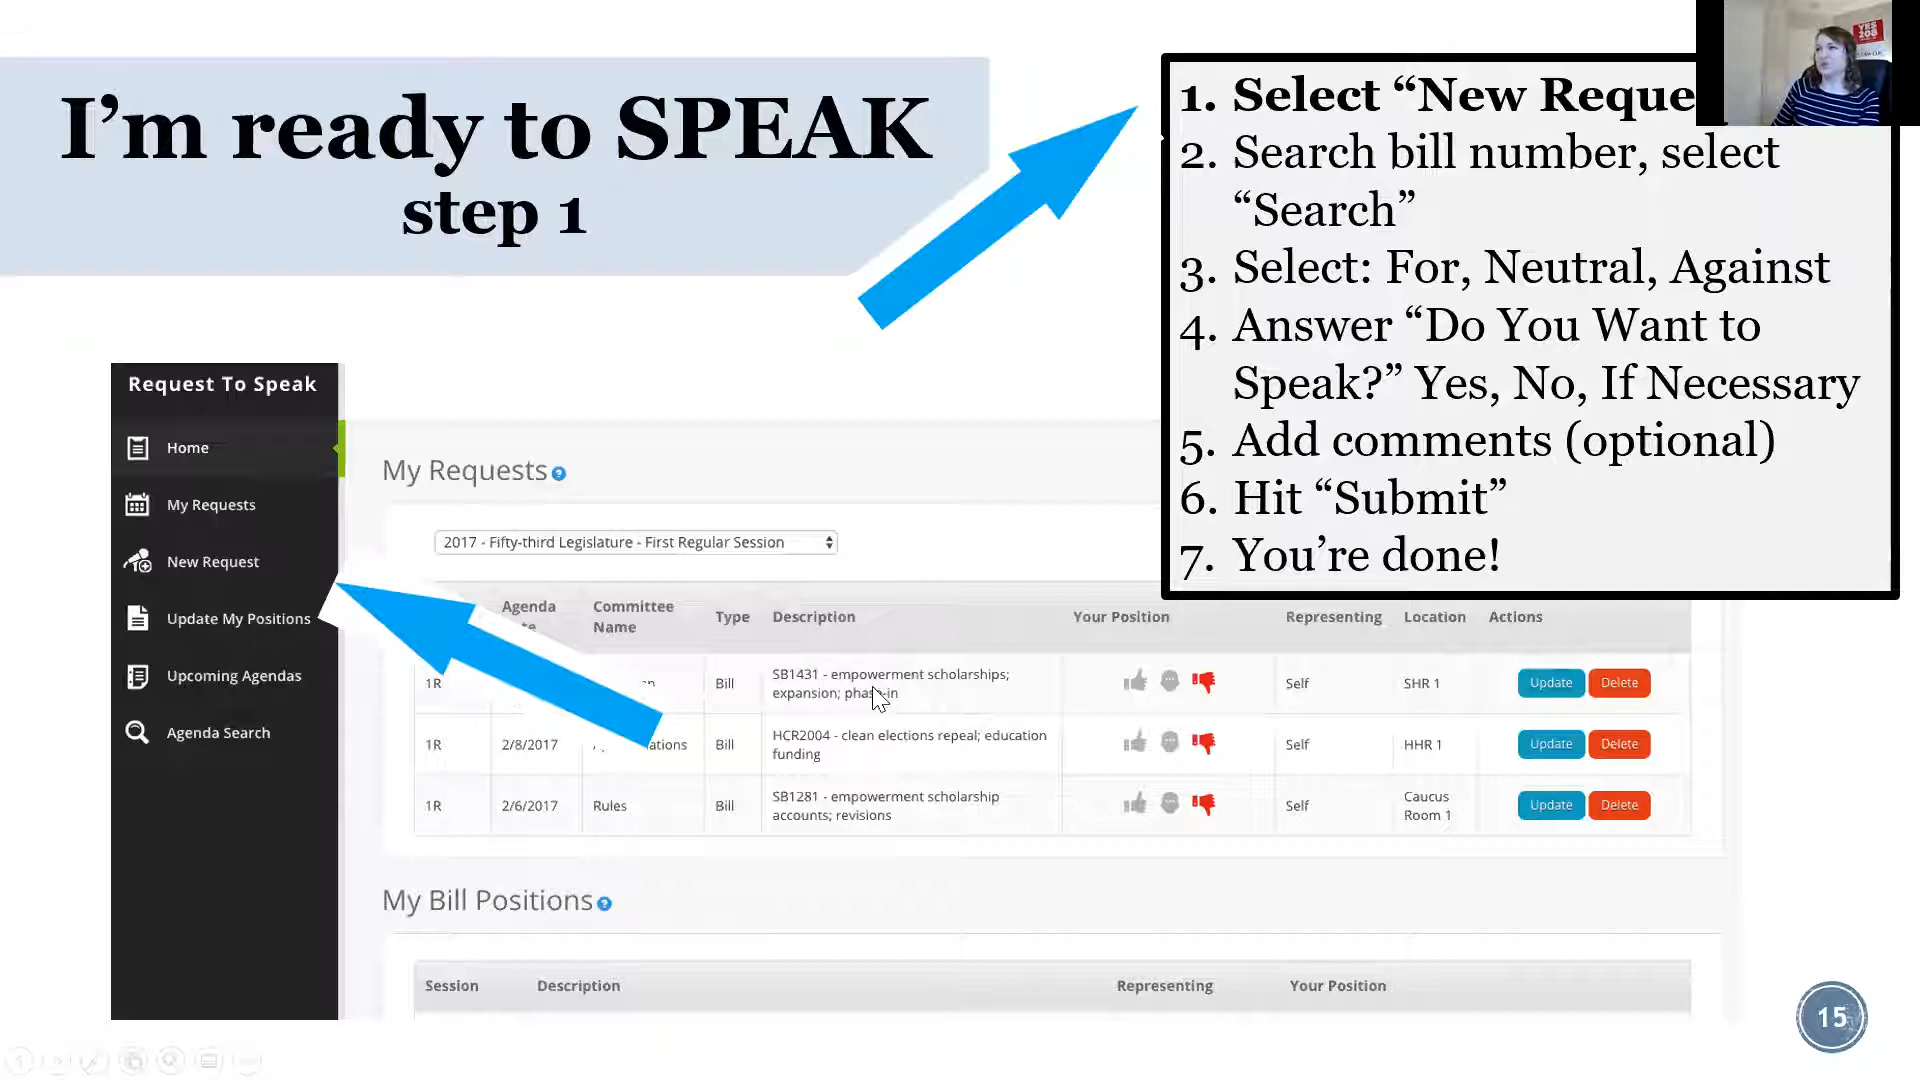 I’m ready to SPEAK
step 1
1. Select “New Reque
2. Search bill number, select
“Search”
3. Select: For, Neutral, Against
4. Answer “Do You Want to
Speak?” Yes, No, If Necessary
5. Add comments (optional)
6. Hit “Submit”
7. You’re done!
YES
208
Request To Speak
Home
My Requests
New Request
Update My Positions
Upcoming Agendas
Agenda Search
My Requests
2017 - Fifty-third Legislature - First Regular Session
Agenda Committee Name Type Description Your Position Representing Location Actions
1R Bill SB1431 - empowerment scholarships; Self SHR 1 Update Delete
expansion; phase-in
1R 2/8/2017 Bill HCR2004 - clean elections repeal; education Self HHR 1 Update Delete
funding
1R 2/6/2017 Rules Bill SB1281 - empowerment scholarship Self Caucus Update Delete
accounts; revisions Room 1
My Bill Positions
Session Description Representing Your Position
15